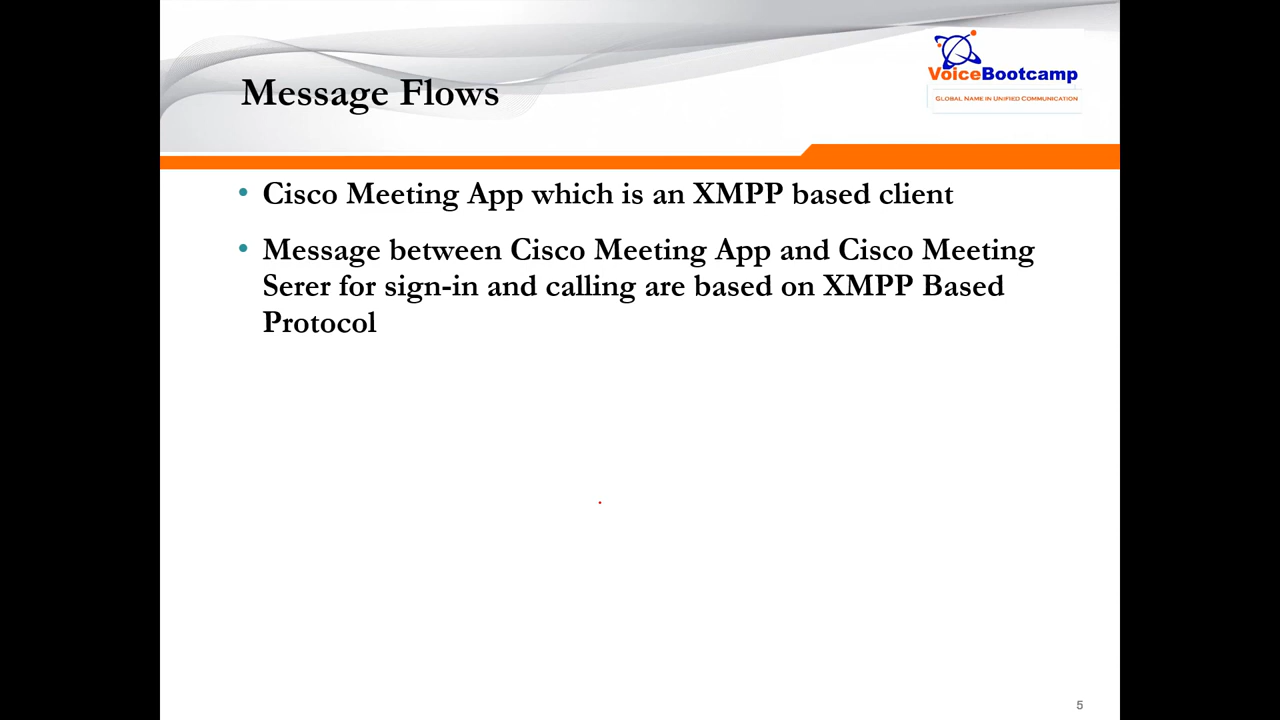 Message Flows
VoiceBootcamp
GLOBAL NAME IN UNIFIED COMMUNICATION
• Cisco Meeting App which is an XMPP based client
• Message between Cisco Meeting App and Cisco Meeting
Serer for sign-in and calling are based on XMPP Based
Protocol
5